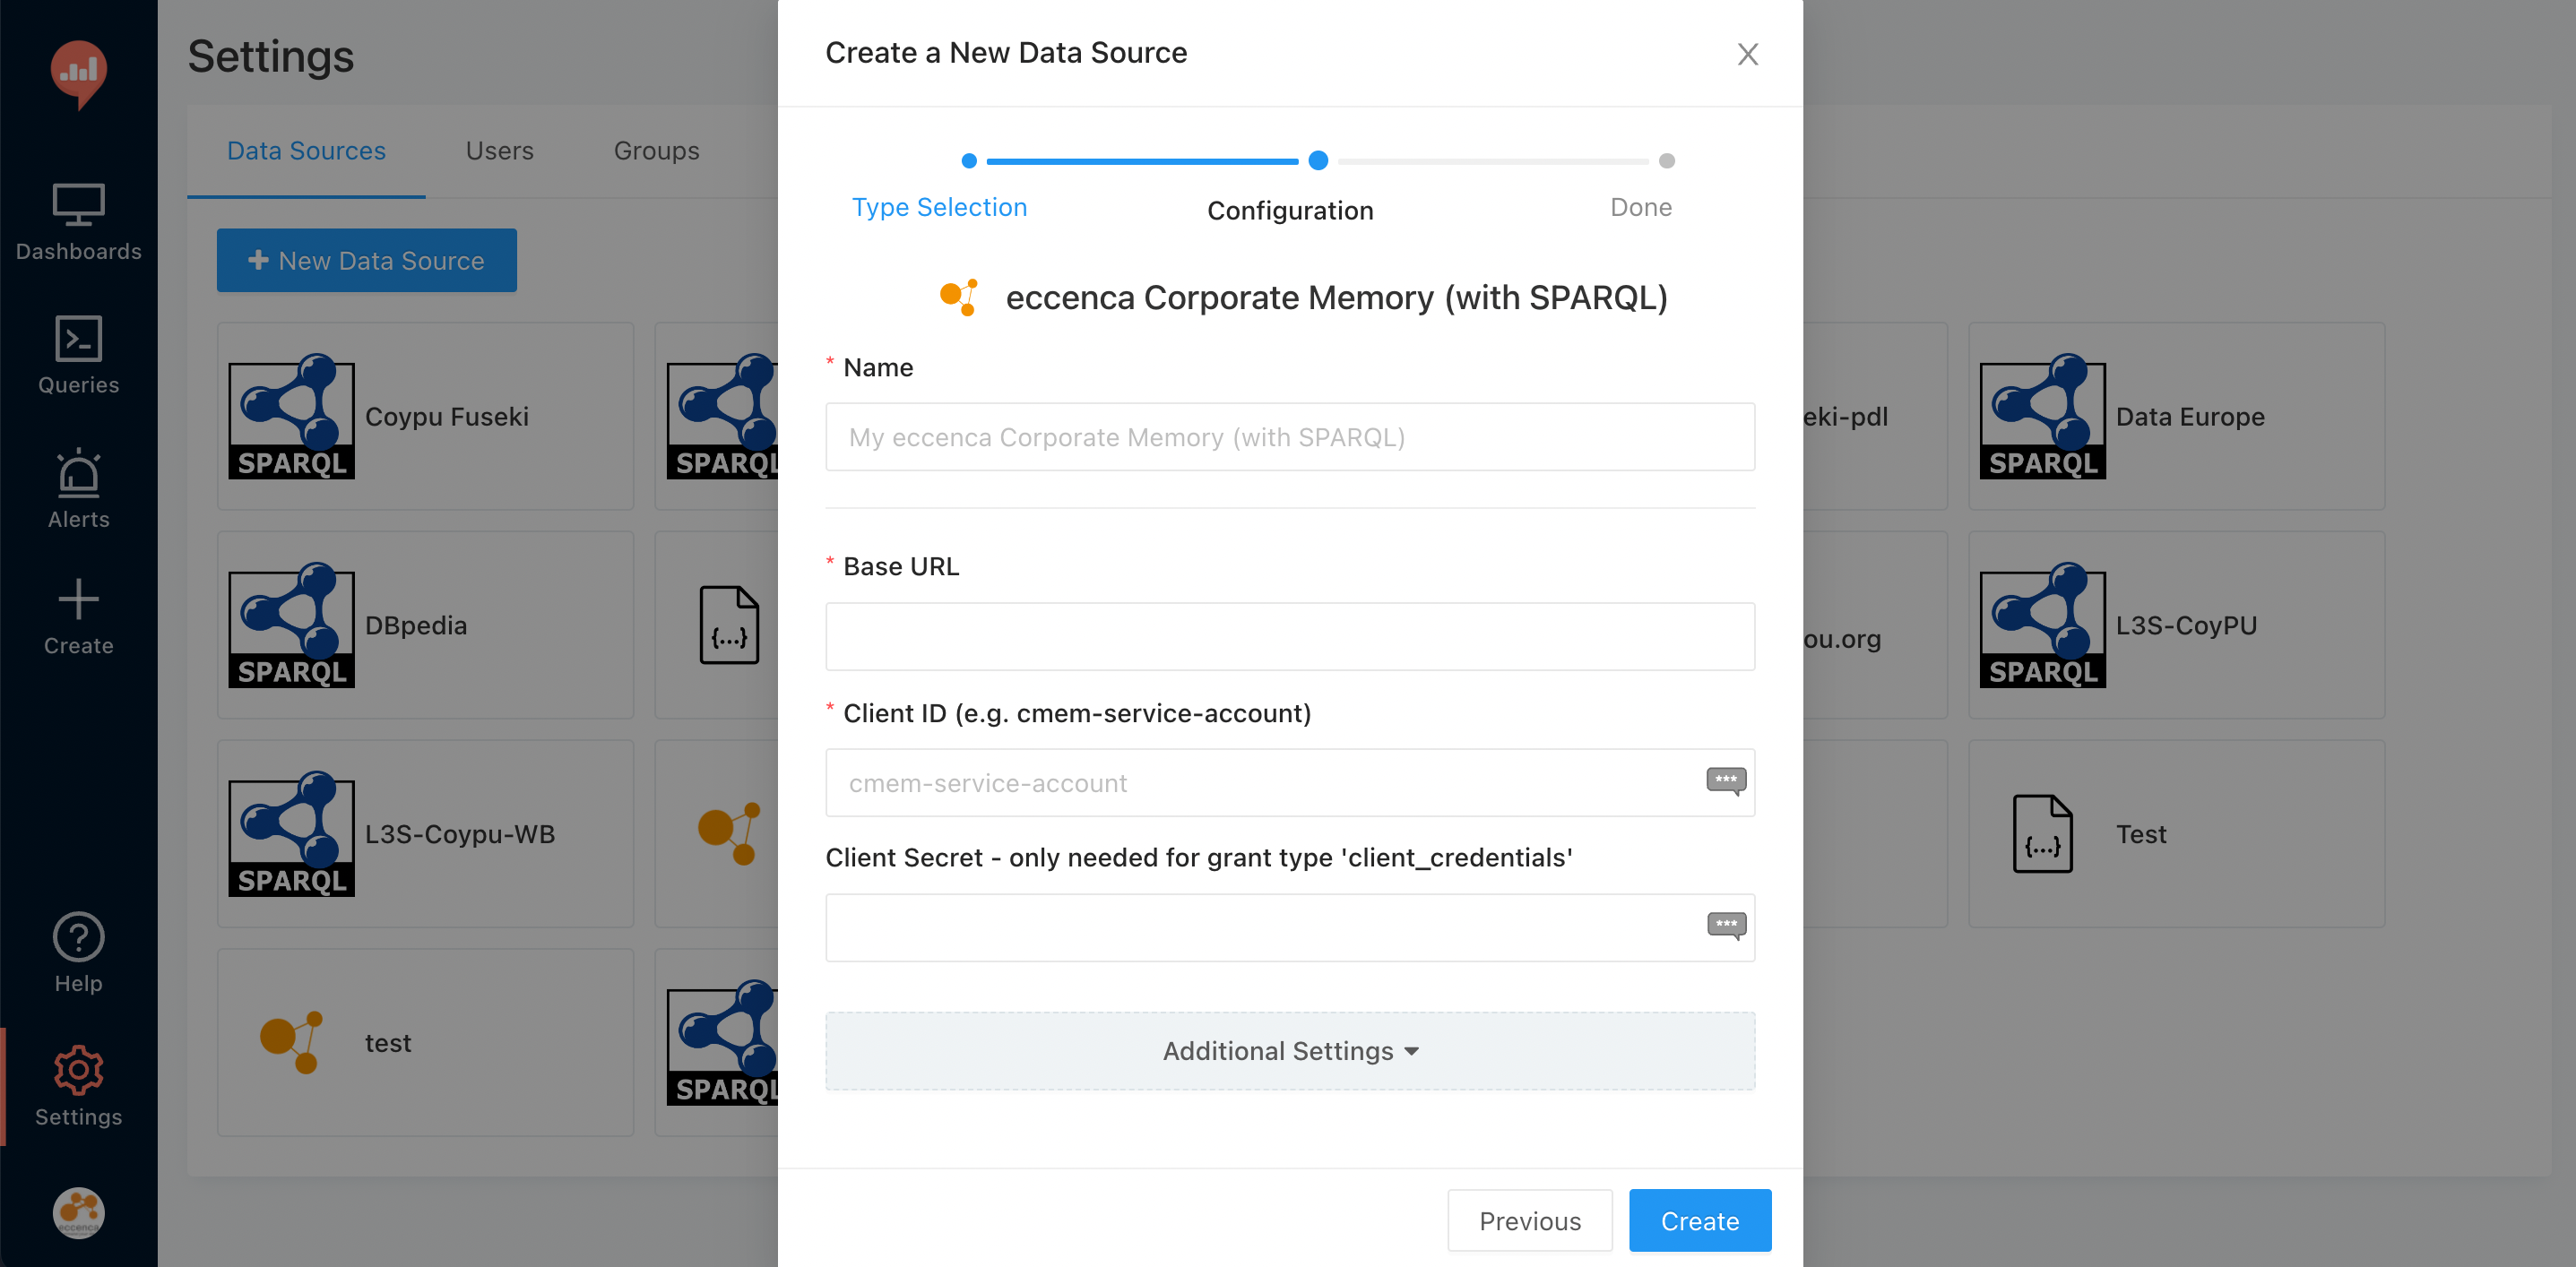 Settings
Dashboards
Queries
Alerts
Create
Help
Settings
eccenca
Data Sources
Users
Groups
New Data Source
SPARQL
Coypu Fuseki
SPARQL
eki-pdl
SPARQL
Data Europe
SPARQL
DBpedia
{...}
ou.org
SPARQL
L3S-CoyPU
SPARQL
L3S-Coypu-WB
{...}
Test
test
SPARQL
Create a New Data Source
Type Selection
Configuration
Done
eccenca Corporate Memory (with SPARQL)
* Name
My eccenca Corporate Memory (with SPARQL)
* Base URL
* Client ID (e.g. cmem-service-account)
cmem-service-account
***
Client Secret - only needed for grant type 'client_credentials'
***
Additional Settings
Previous
Create